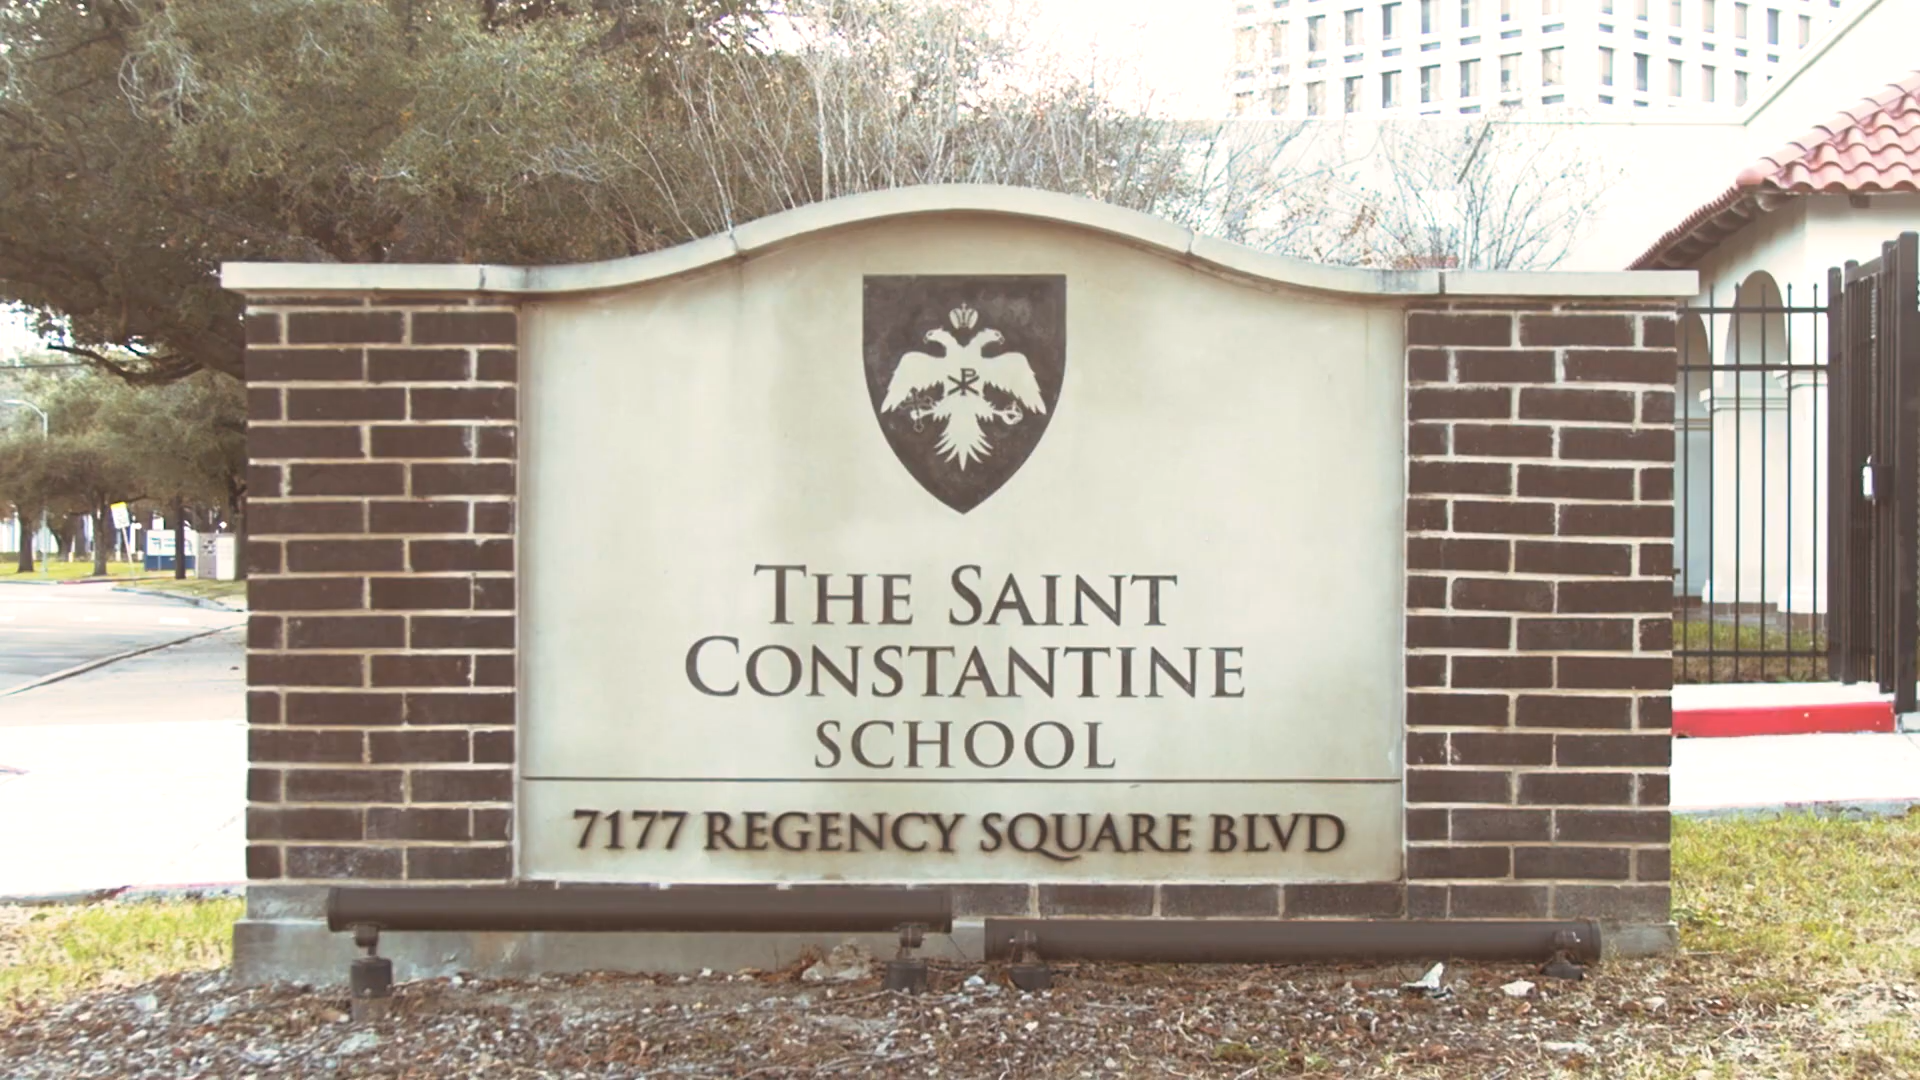 THE SAINT
CONSTANTINE
SCHOOL
7177 REGENCY SQUARE BLVD